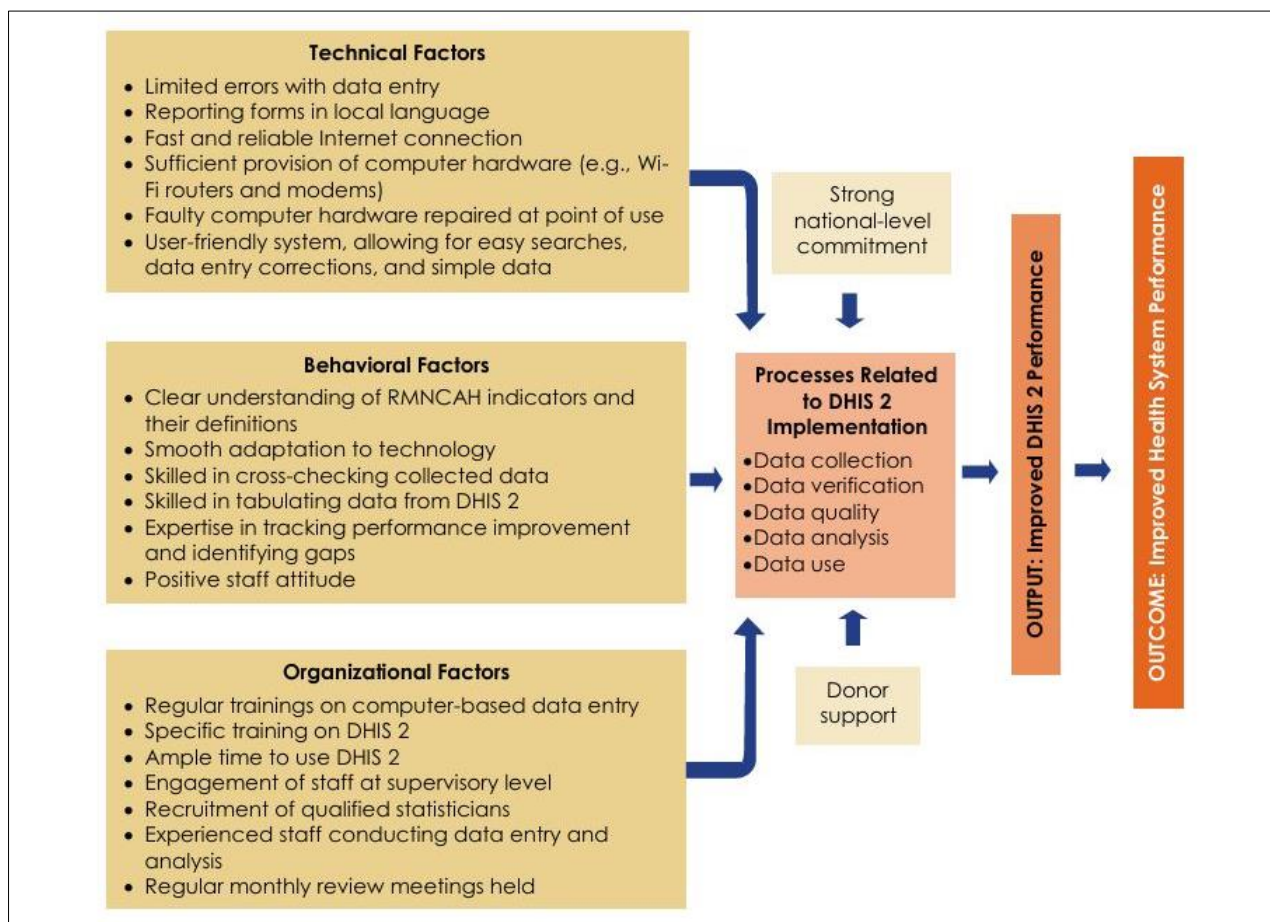 Technical Factors
• Limited errors with data entry
• Reporting forms in local language
• Fast and reliable Internet connection
• Sufficient provision of computer hardware (e.g., Wi-
Fi routers and modems)
• Faulty computer hardware repaired at point of use
• User-friendly system, allowing for easy searches,
data entry corrections, and simple data
Behavioral Factors
• Clear understanding of RMNCAH indicators and
their definitions
• Smooth adaptation to technology
• Skilled in cross-checking collected data
• Skilled in tabulating data from DHIS 2
• Expertise in tracking performance improvement
and identifying gaps
• Positive staff attitude
Organizational Factors
• Regular trainings on computer-based data entry
• Specific training on DHIS 2
• Ample time to use DHIS 2
• Engagement of staff at supervisory level
• Recruitment of qualified statisticians
• Experienced staff conducting data entry and
analysis
• Regular monthly review meetings held
Strong
national-level
commitment
Processes Related
to DHIS 2
Implementation
•Data collection
•Data verification
•Data quality
•Data analysis
•Data use
Donor
support
OUTPUT: Improved DHIS 2 Performance
OUTCOME: Improved Health System Performance